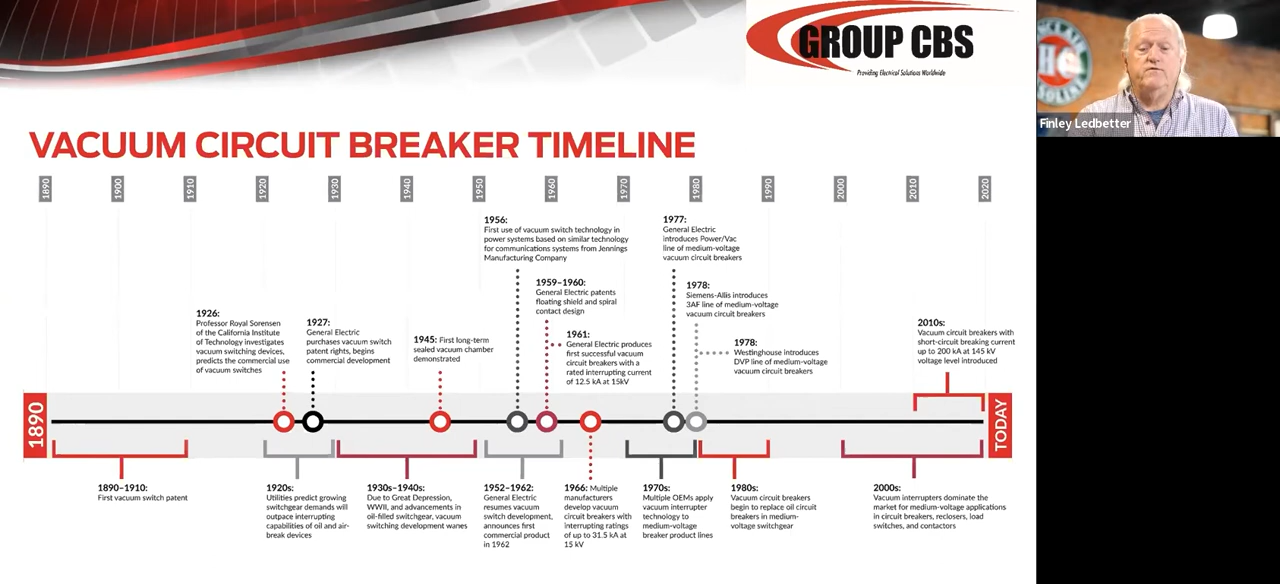 GROUP CBS
Providing Electrical Solutions Worldwide
Finley Ledbetter
VACUUM CIRCUIT BREAKER TIMELINE
1890
1900
1910
1920
1930
1940
1950
1960
1970
1980
1990
2000
2010
2020
1926:
Professor Royal Sorensen
of the California Institute
of Technology investigates
vacuum switching devices,
predicts the commercial use
of vacuum switches
1927:
General Electric
purchases vacuum switch
patent rights, begins
commercial development
1945: First long-term
sealed vacuum chamber
demonstrated
1956:
First use of vacuum switch technology in
power systems based on similar technology
for communications systems from Jennings
Manufacturing Company
1959–1960:
General Electric patents
floating shield and spiral
contact design
1961:
General Electric produces
first successful vacuum
circuit breakers with a
rated interrupting current
of 12.5 kA at 15kV
1977:
General Electric
introduces Power/Vac
line of medium-voltage
vacuum circuit breakers
1978:
Siemens-Allis introduces
3AF line of medium-voltage
vacuum circuit breakers
1978:
Westinghouse introduces
DVP line of medium-voltage
vacuum circuit breakers
2010s:
Vacuum circuit breakers with
short-circuit breaking current
up to 200 kA at 145 kV
voltage level introduced
1890
TODAY
1890–1910:
First vacuum switch patent
1920s:
Utilities predict growing
switchgear demands will
outpace interrupting
capabilities of oil and air-
break devices
1930s–1940s:
Due to Great Depression,
WWII, and advancements in
oil-filled switchgear, vacuum
switching development wanes
1952–1962:
General Electric
resumes vacuum
switch development,
announces first
commercial product
in 1962
1966: Multiple
manufacturers
develop vacuum
circuit breakers with
interrupting ratings
of up to 31.5 kA at
15 kV
1970s:
Multiple OEMs apply
vacuum interrupter
technology to
medium-voltage
breaker product lines
1980s:
Vacuum circuit breakers
begin to replace oil circuit
breakers in medium-
voltage switchgear
2000s:
Vacuum interrupters dominate the
market for medium-voltage applications
in circuit breakers, reclosers, load
switches, and contactors